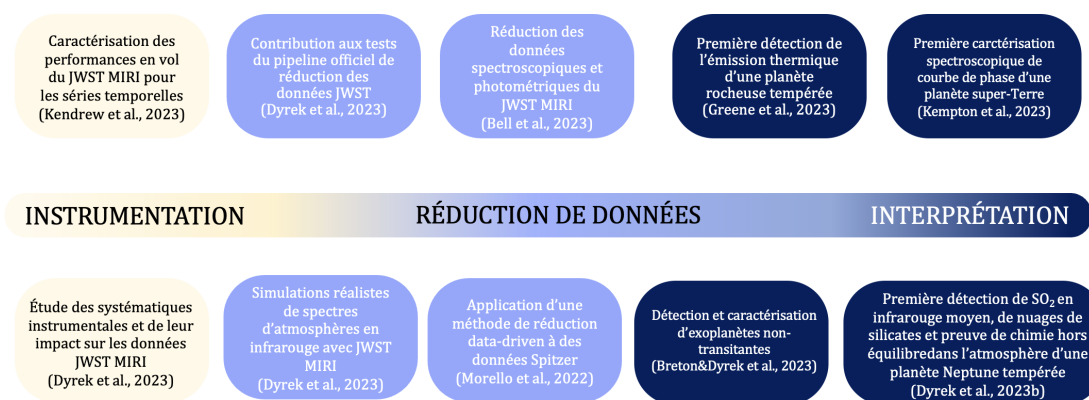 Caractérisation des
performances en vol
du JWST MIRI pour
les séries temporelles
(Kendrew et al., 2023)
Contribution aux tests
du pipeline officiel de
réduction des
données JWST
(Dyrek et al., 2023)
Réduction des
données
spectroscopiques et
photométriques du
JWST MIRI
(Bell et al., 2023)
Première détection de
l'émission thermique
d'une planète
rocheuse tempérée
(Greene et al., 2023)
Première carctérisation
spectroscopique de
courbe de phase d'une
planète super-Terre
(Kempton et al., 2023)
INSTRUMENTATION
RÉDUCTION DE DONNÉES
INTERPRÉTATION
Étude des systématiques
instrumentales et de leur
impact sur les données
JWST MIRI
(Dyrek et al., 2023)
Simulations réalistes
de spectres
d'atmosphères en
infrarouge avec JWST
MIRI
(Dyrek et al., 2023)
Application d'une
méthode de réduction
data-driven à des
données Spitzer
(Morello et al., 2022)
Détection et caractérisation
d'exoplanètes non-
transitantes
(Breton&Dyrek et al., 2023)
Première détection de SO₂ en
infrarouge moyen, de nuages de
silicates et preuve de chimie hors
équilibredans l'atmosphère d'une
planète Neptune tempérée
(Dyrek et al., 2023b)